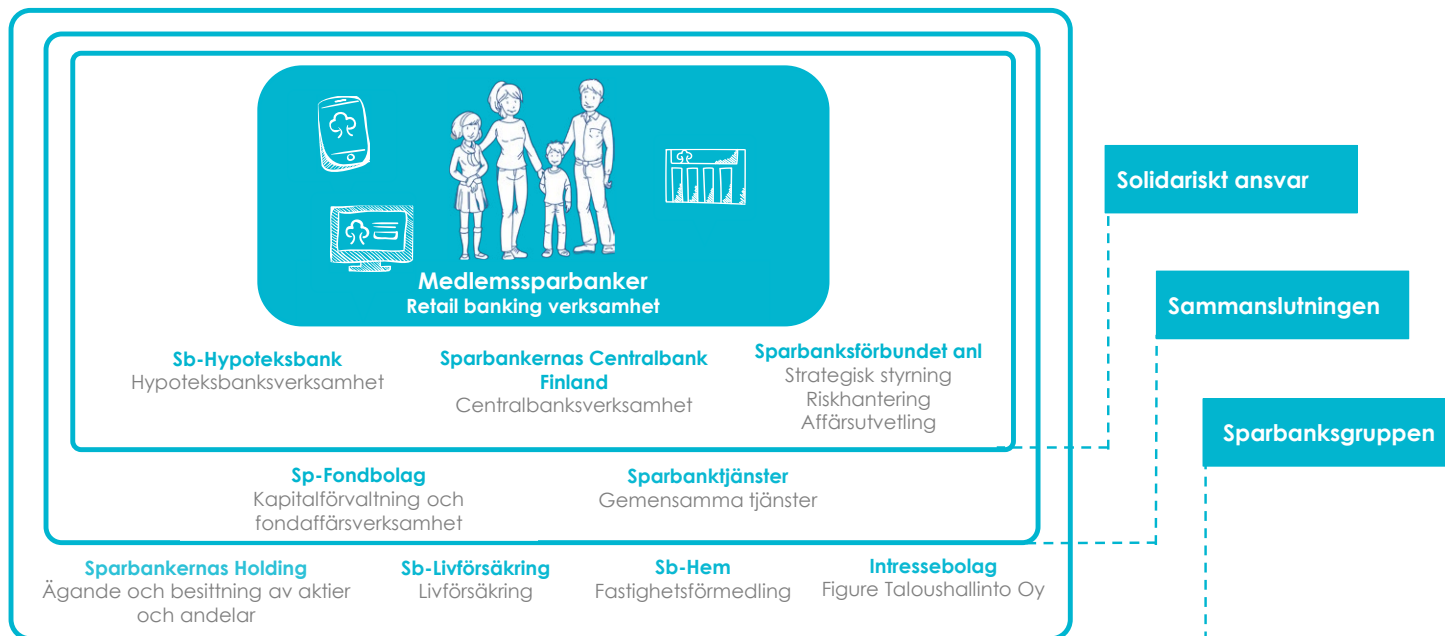 Medlemssparbanker
Retail banking verksamhet
Solidariskt ansvar
Sammanslutningen
Sparbanksgruppen
Sb-Hypoteksbank
Hypoteksbanksverksamhet
Sparbankernas Centralbank
Finland
Centralbanksverksamhet
Sparbanksförbundet anl
Strategisk styrning
Riskhantering
Affärsutvetling
Sp-Fondbolag
Kapitalförvaltning och
fondaffärsverksamhet
Sparbanktjänster
Gemensamma tjänster
Sparbankernas Holding
Ägande och besittning av aktier
och andelar
Sb-Livförsäkring
Livförsäkring
Sb-Hem
Fastighetsförmedling
Intressebolag
Figure Taloushallinto Oy